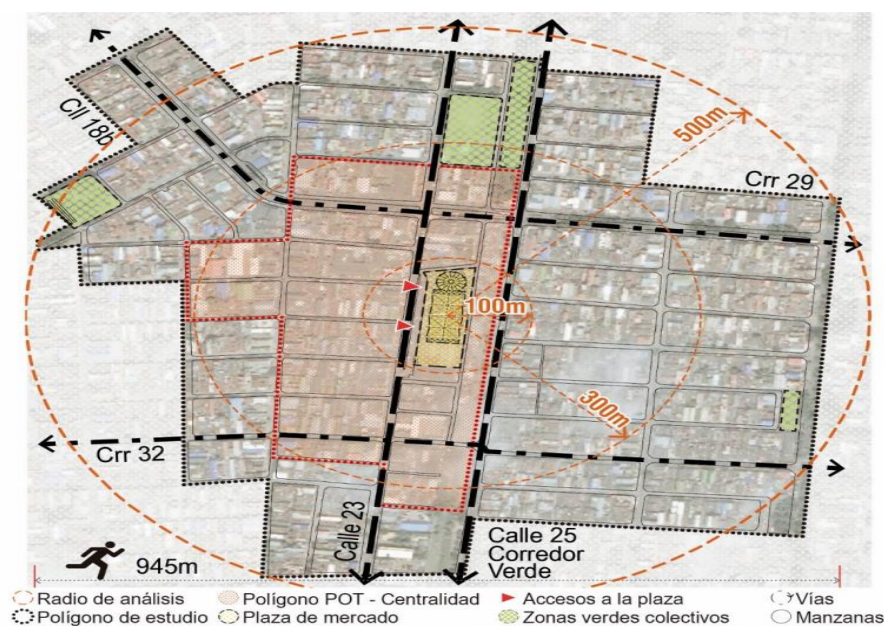 Cll 18b
500m
Crr 29
100m
300m
Crr 32
Calle 23
Calle 25
Corredor
Verde
945m
Radio de análisis
Polígono POT - Centralidad
Accesos a la plaza
Vías
Polígono de estudio
Plaza de mercado
Zonas verdes colectivos
Manzanas